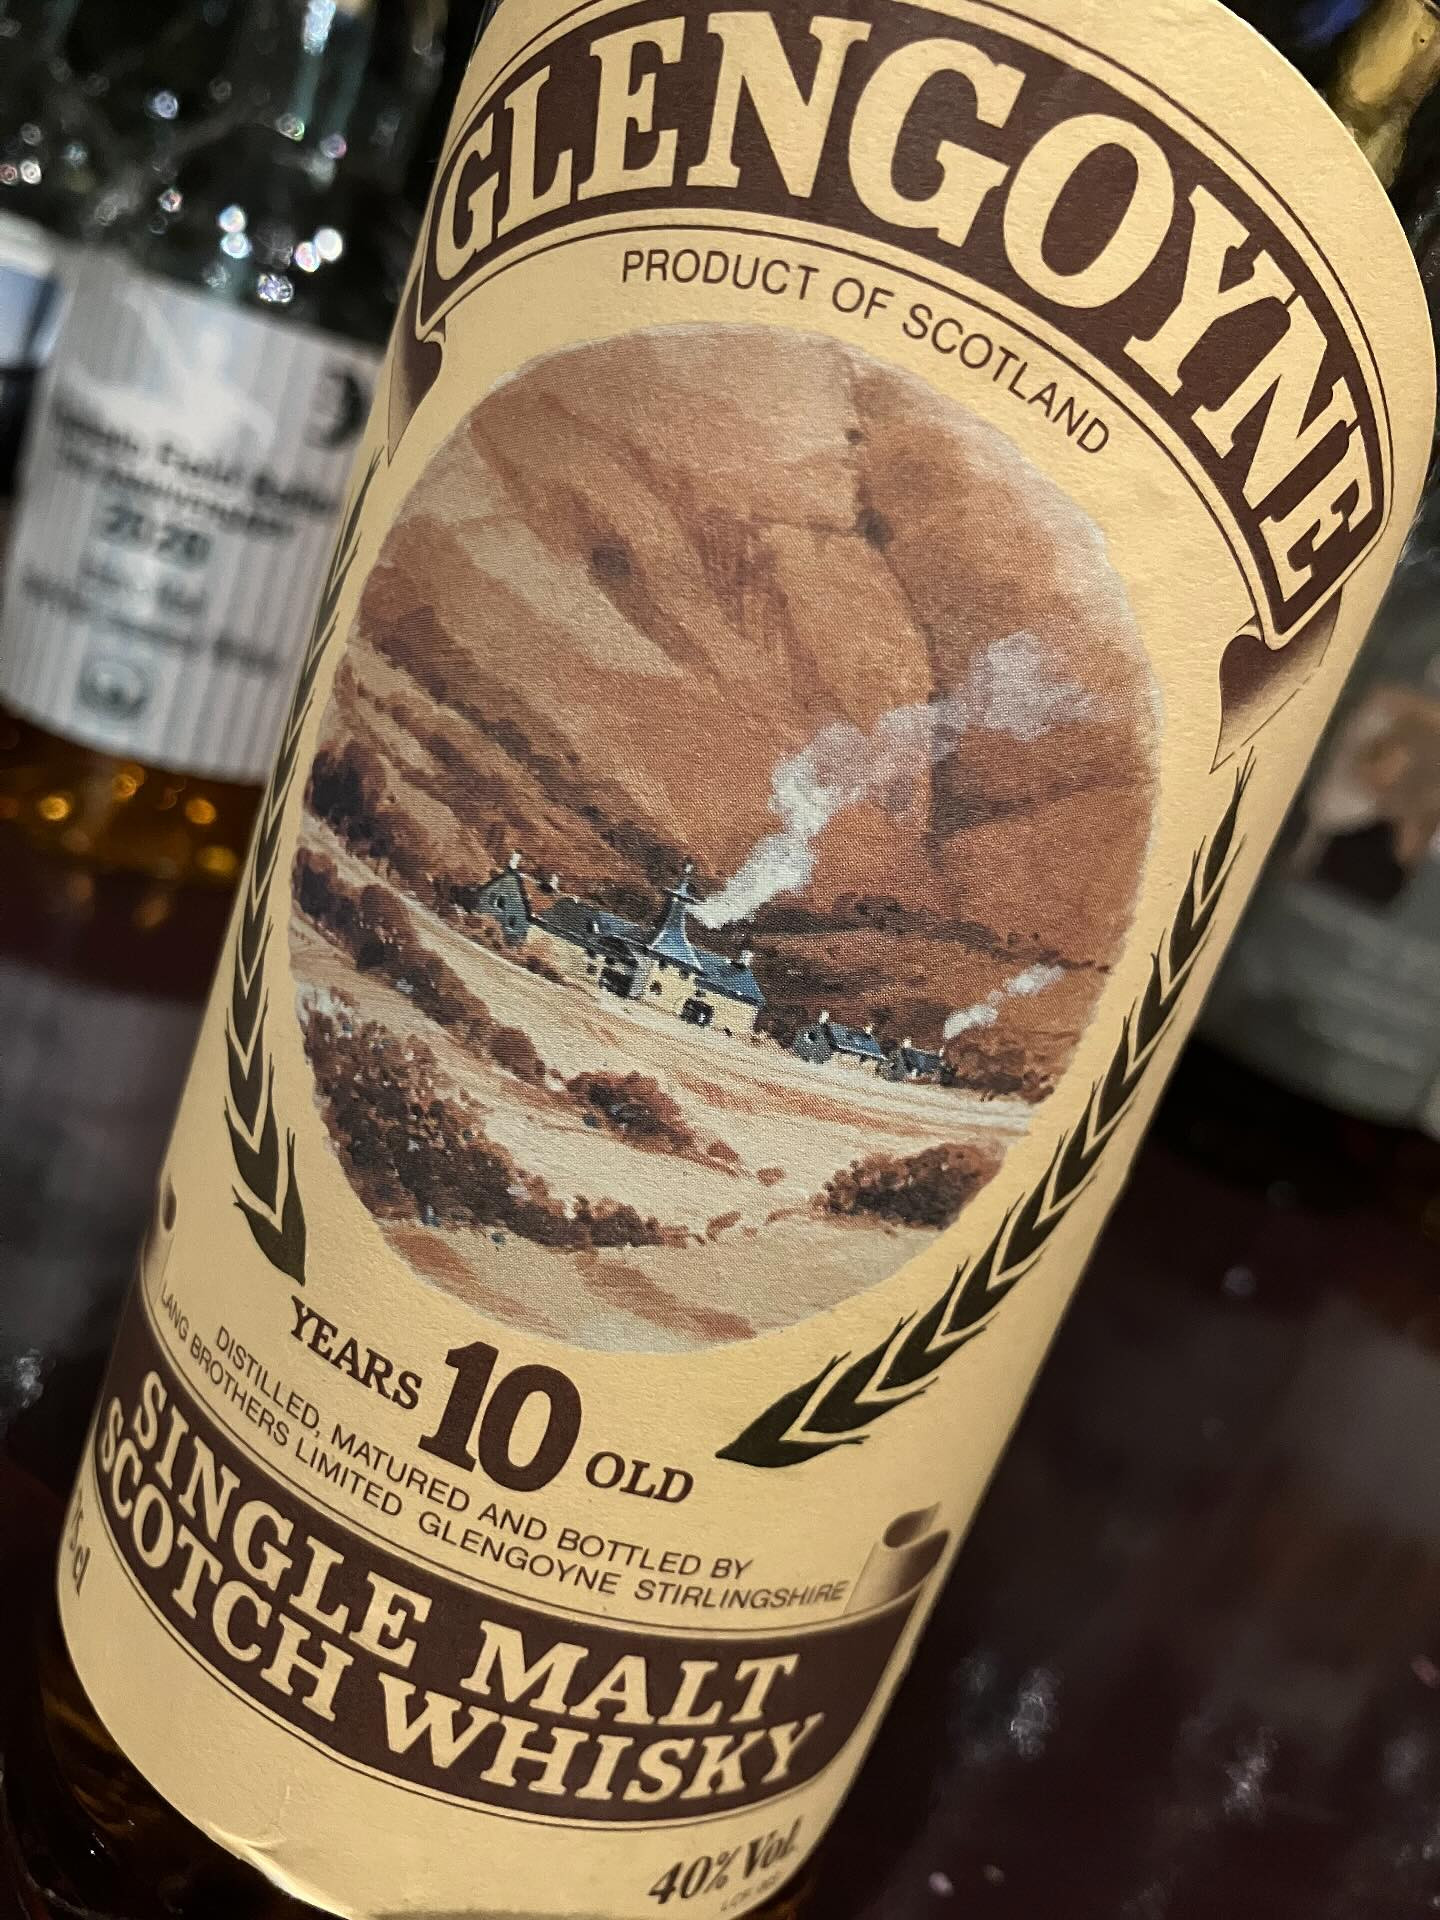 GLENGOYNE
PRODUCT OF SCOTLAND
YEARS 10 OLD
DISTILLED, MATURED AND BOTTLED BY
LANG BROTHERS LIMITED GLENGOYNE STIRLINGSHIRE
SINGLE MALT
SCOTCH WHISKY
cl
40% Vol.